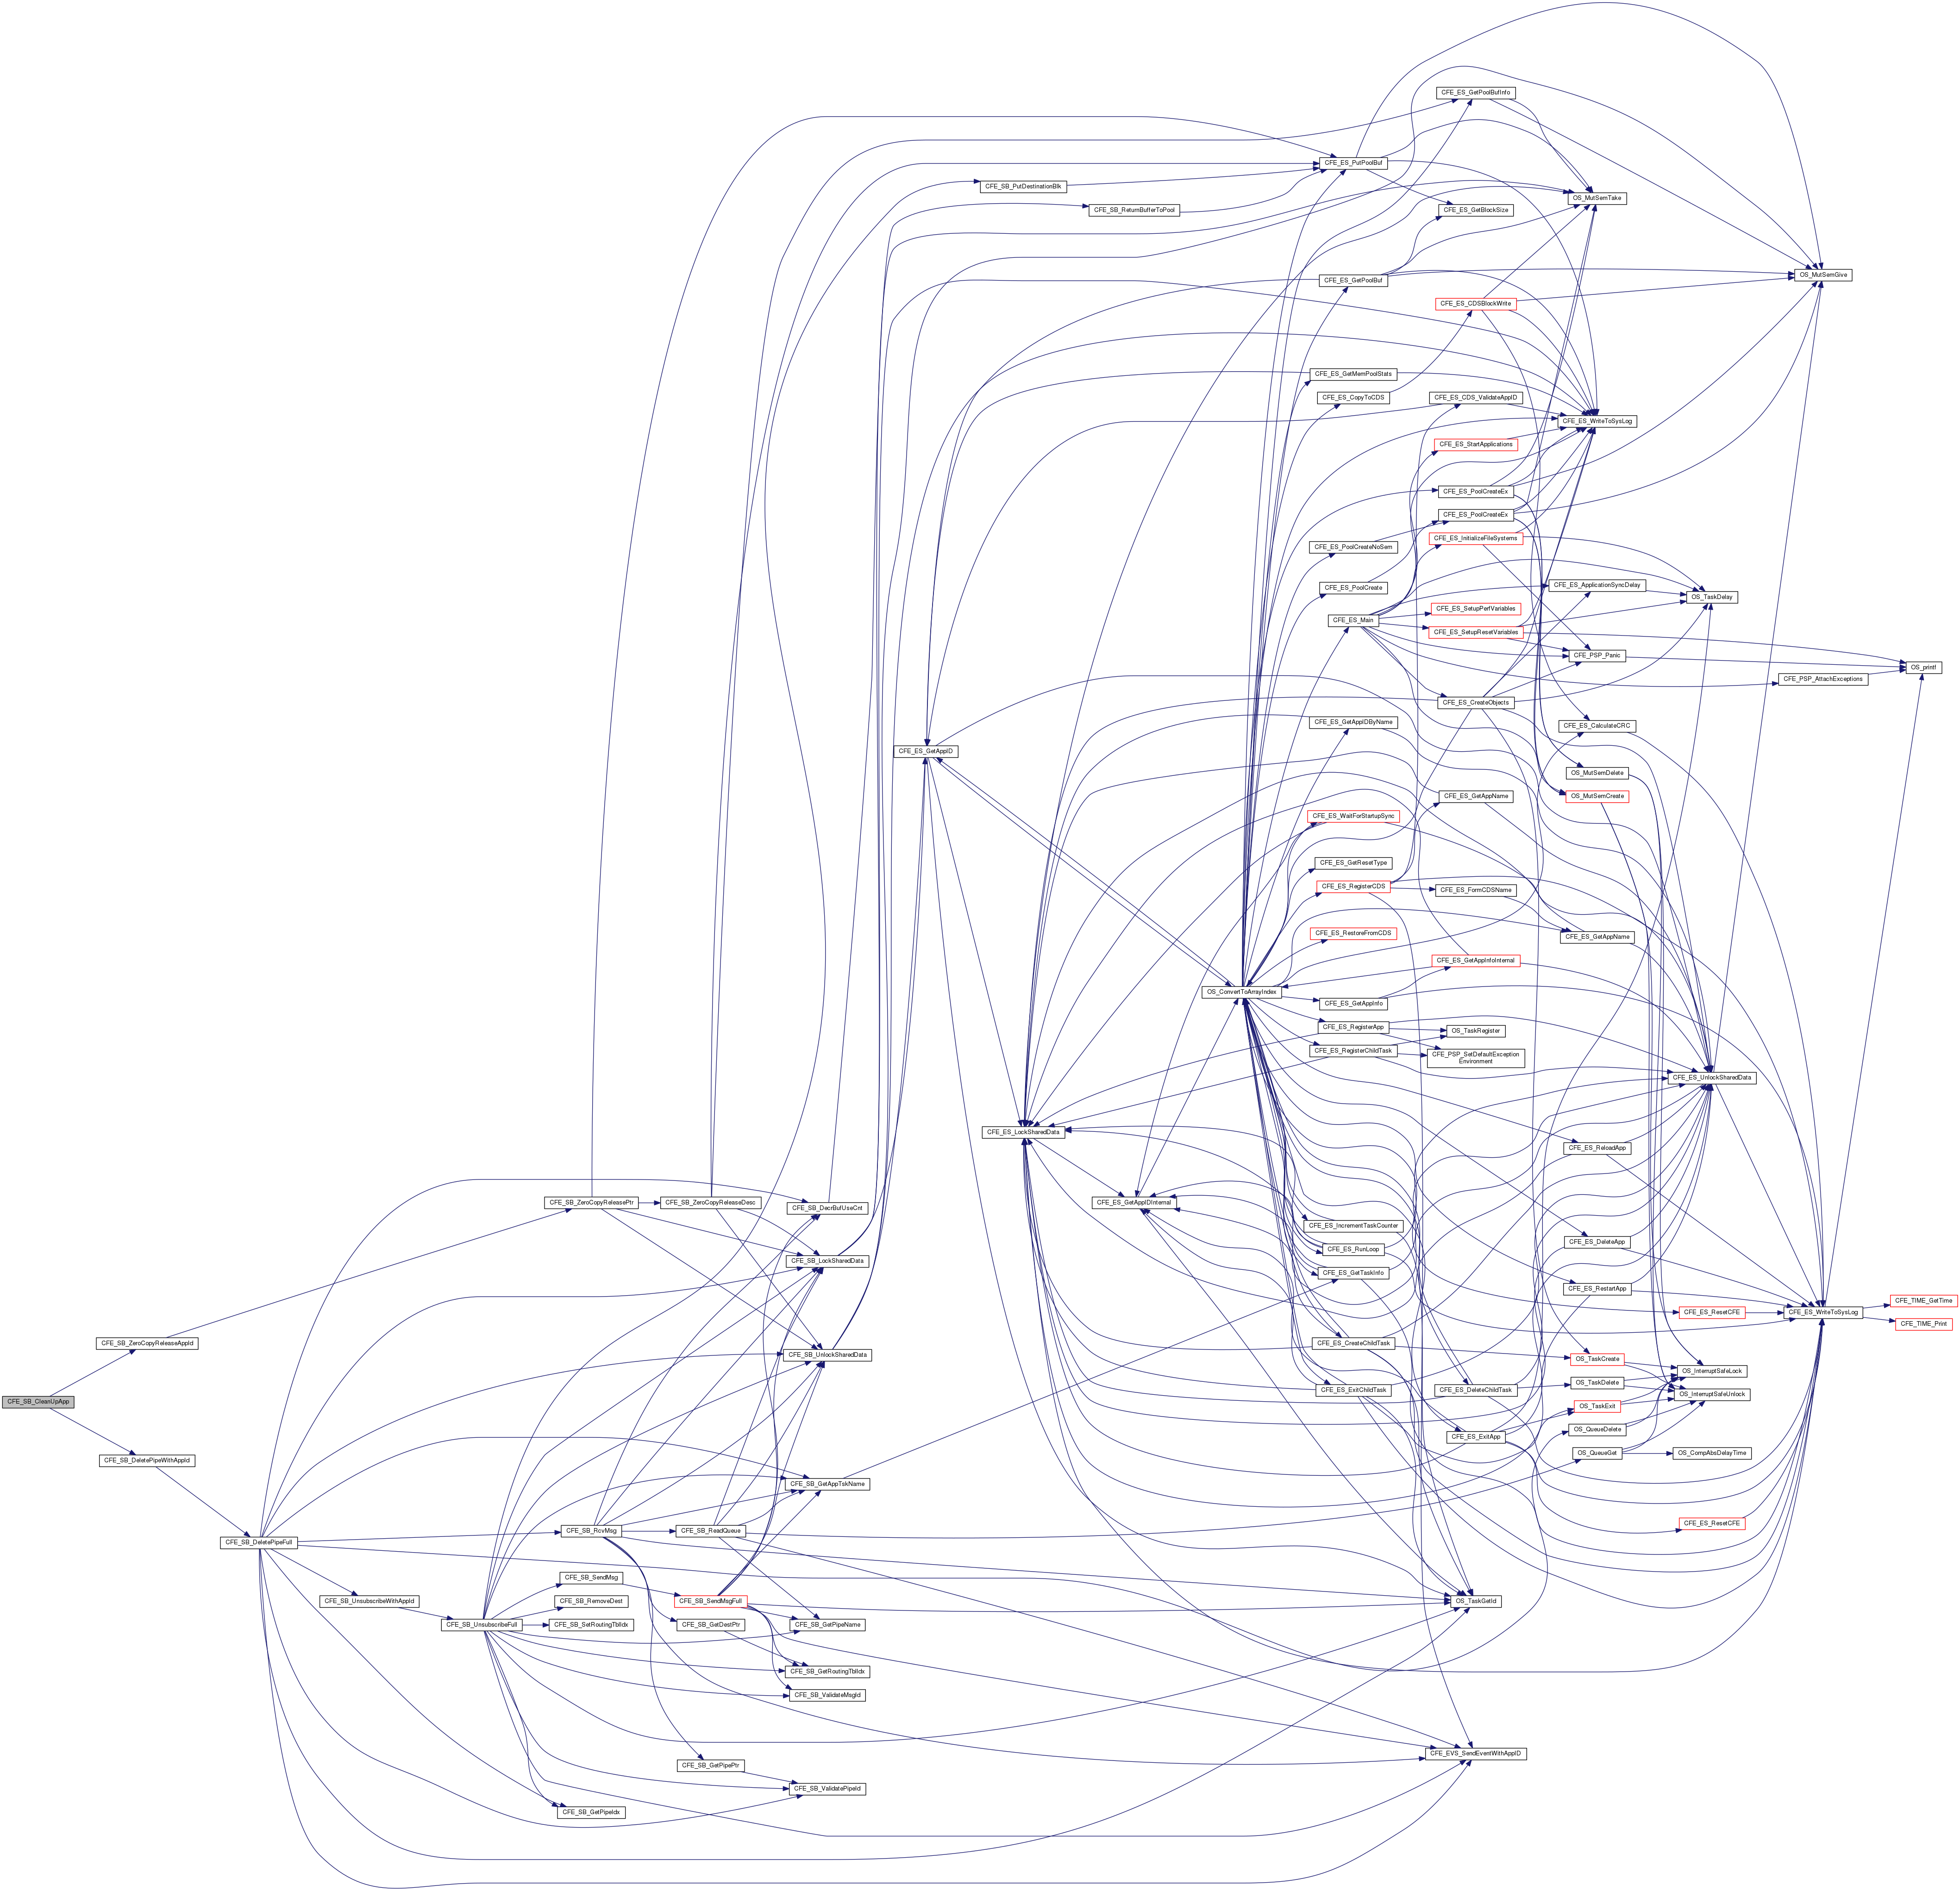 CFE_SB_CleanUpApp
CFE_SB_ZeroCopyReleaseAppId
CFE_SB_DeletePipeWithAppId
CFE_SB_DeletePipeFull
CFE_SB_UnsubscribeWithAppId
CFE_SB_UnsubscribeFull
CFE_SB_ZeroCopyReleasePtr
CFE_SB_RcvMsg
CFE_SB_SendMsg
CFE_SB_RemoveDest
CFE_SB_SetRoutingTblIdx
CFE_SB_GetPipeIdx
CFE_SB_ZeroCopyReleaseDesc
CFE_SB_ReadQueue
CFE_SB_SendMsgFull
CFE_SB_GetDestPtr
CFE_SB_GetPipePtr
CFE_SB_DecrBufUseCnt
CFE_SB_LockSharedData
CFE_SB_UnlockSharedData
CFE_SB_GetAppTskName
CFE_SB_GetPipeName
CFE_SB_GetRoutingTblIdx
CFE_SB_ValidateMsgId
CFE_SB_ValidatePipeId
CFE_ES_GetAppID
CFE_SB_PutDestinationBlk
CFE_ES_LockSharedData
CFE_SB_ReturnBufferToPool
CFE_ES_GetAppIDInternal
OS_ConvertToArrayIndex
CFE_ES_PutPoolBuf
CFE_ES_GetPoolBuf
CFE_ES_GetMemPoolStats
CFE_ES_CopyToCDS
CFE_ES_PoolCreateNoSem
CFE_ES_PoolCreate
CFE_ES_Main
CFE_ES_GetAppIDByName
CFE_ES_WaitForStartupSync
CFE_ES_GetResetType
CFE_ES_RegisterCDS
CFE_ES_RestoreFromCDS
CFE_ES_GetAppInfo
CFE_ES_RegisterApp
CFE_ES_RegisterChildTask
CFE_ES_IncrementTaskCounter
CFE_ES_RunLoop
CFE_ES_GetTaskInfo
CFE_ES_CreateChildTask
CFE_ES_ExitChildTask
CFE_ES_GetPoolBufInfo
CFE_ES_GetBlockSize
CFE_ES_CDSBlockWrite
CFE_ES_CDS_ValidateAppID
CFE_ES_StartApplications
CFE_ES_PoolCreateEx
CFE_ES_PoolCreateEx
CFE_ES_InitializeFileSystems
CFE_ES_SetupPerfVariables
CFE_ES_SetupResetVariables
CFE_ES_CreateObjects
CFE_ES_GetAppName
CFE_ES_FormCDSName
CFE_ES_GetAppInfoInternal
OS_TaskRegister
CFE_PSP_SetDefaultException
Environment
CFE_ES_DeleteChildTask
CFE_ES_ExitApp
OS_TaskGetId
CFE_EVS_SendEventWithAppID
OS_MutSemTake
CFE_ES_WriteToSysLog
CFE_ES_ApplicationSyncDelay
CFE_PSP_Panic
CFE_ES_CalculateCRC
OS_MutSemDelete
OS_MutSemCreate
CFE_ES_GetAppName
CFE_ES_ReloadApp
CFE_ES_DeleteApp
CFE_ES_RestartApp
OS_TaskCreate
OS_TaskDelete
OS_TaskExit
OS_QueueDelete
OS_QueueGet
OS_TaskDelay
CFE_ES_UnlockSharedData
CFE_ES_ResetCFE
OS_InterruptSafeLock
OS_InterruptSafeUnlock
OS_CompAbsDelayTime
CFE_ES_ResetCFE
OS_MutSemGive
CFE_PSP_AttachExceptions
CFE_ES_WriteToSysLog
OS_printf
CFE_TIME_GetTime
CFE_TIME_Print